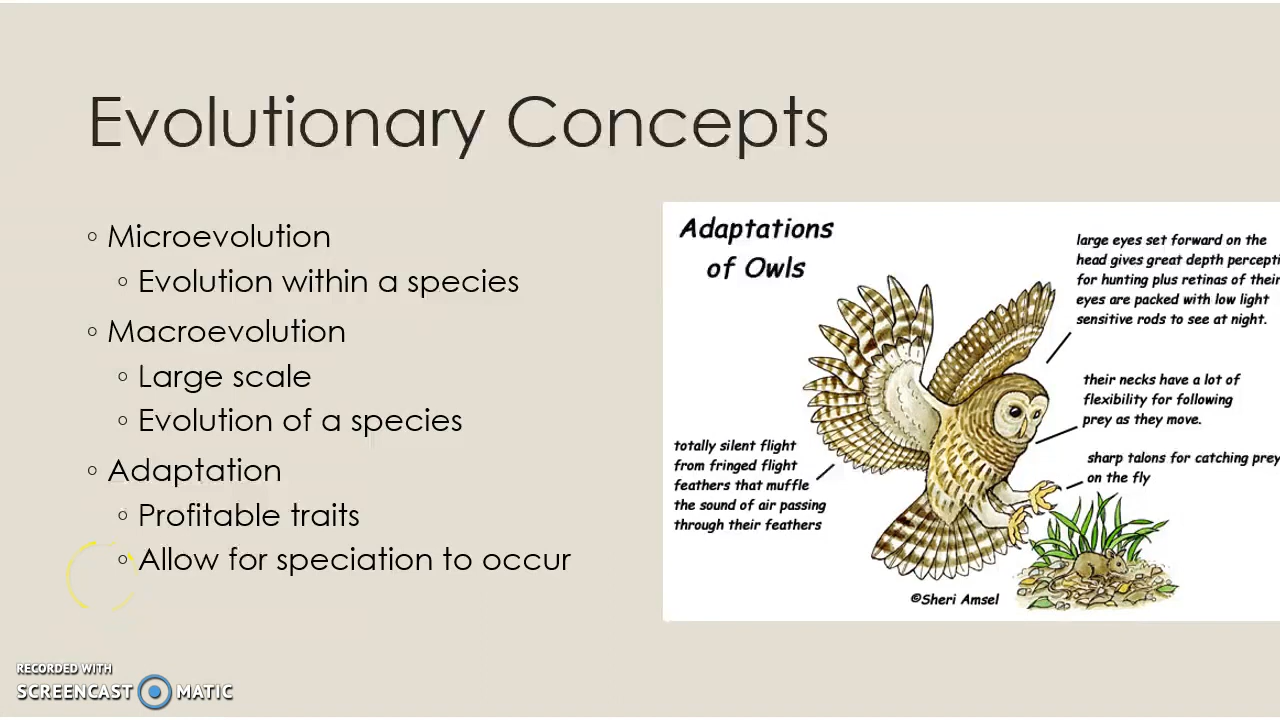 Evolutionary Concepts
◦ Microevolution
◦ Evolution within a species
◦ Macroevolution
◦ Large scale
◦ Evolution of a species
◦ Adaptation
◦ Profitable traits
◦ Allow for speciation to occur
Adaptations
of Owls
large eyes set forward on the
head gives great depth percepti
for hunting plus retinas of their
eyes are packed with low light
sensitive rods to see at night.
their necks have a lot of
flexibility for following
prey as they move.
sharp talons for catching prey
on the fly
totally silent flight
from fringed flight
feathers that muffle
the sound of air passing
through their feathers
©Sheri Amsel
RECORDED WITH
SCREENCAST MATIC